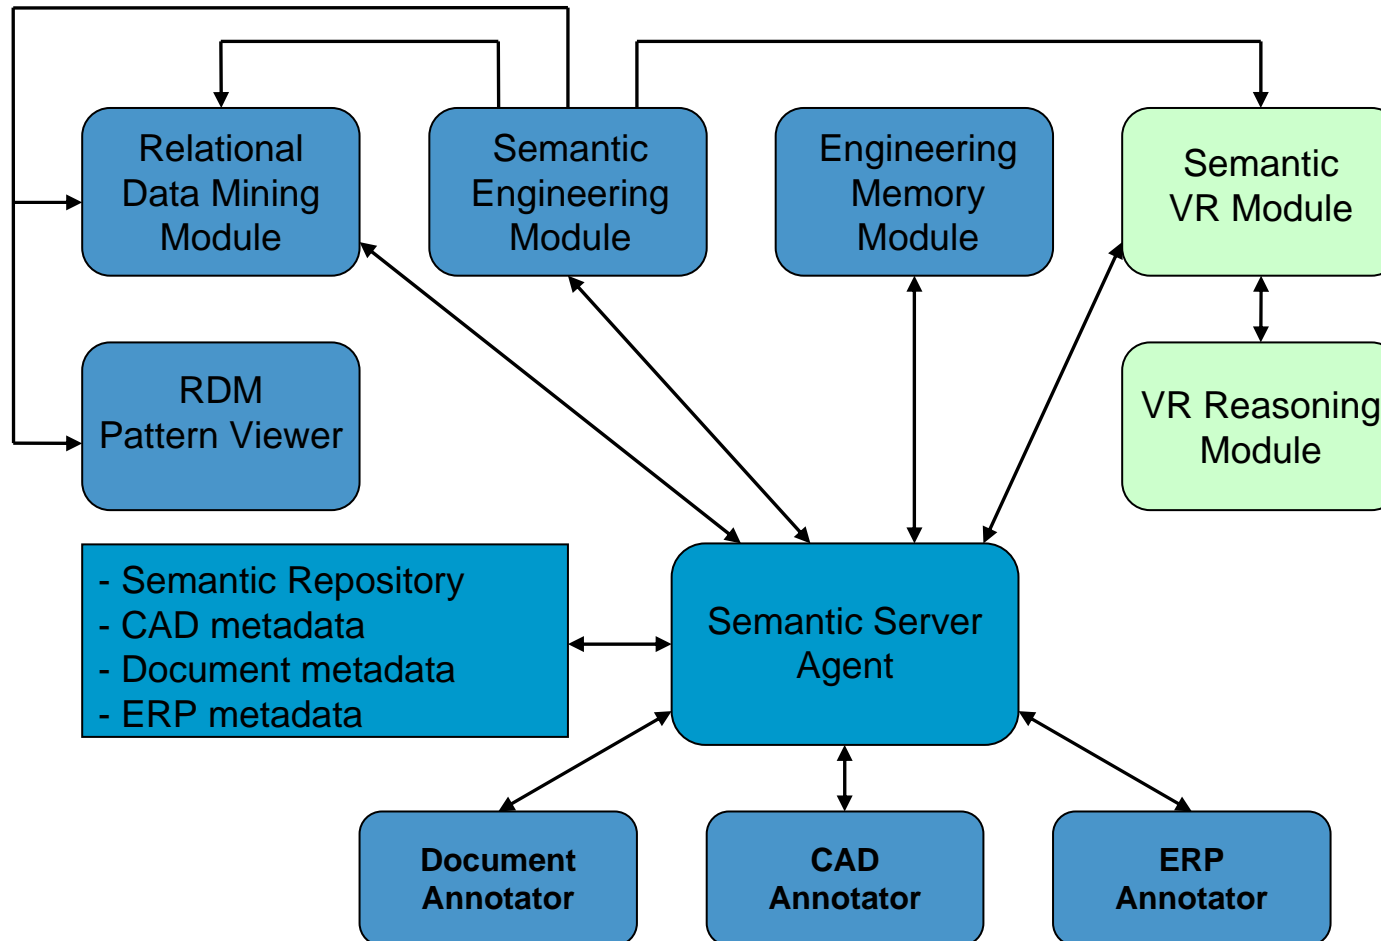 Relational
Data Mining
Module
Semantic
Engineering
Module
Engineering
Memory
Module
Semantic
VR Module
RDM
Pattern Viewer
VR Reasoning
Module
- Semantic Repository
- CAD metadata
- Document metadata
- ERP metadata
Semantic Server
Agent
Document
Annotator
CAD
Annotator
ERP
Annotator